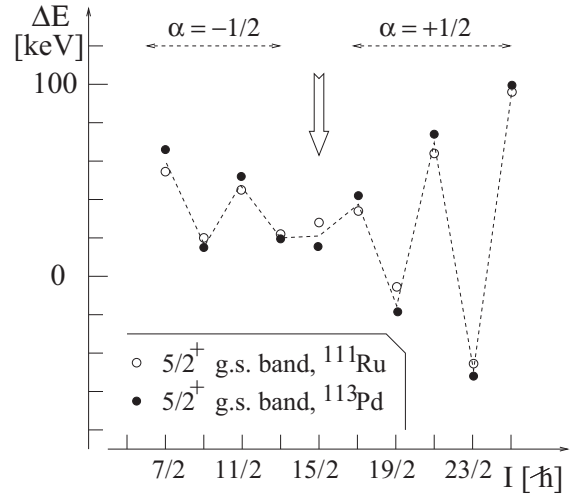 ΔE
[keV]
α = −1/2
α = +1/2
100
0
5/2⁺ g.s. band, ¹¹¹Ru
5/2⁺ g.s. band, ¹¹³Pd
7/2 11/2 15/2 19/2 23/2 I [ħ]